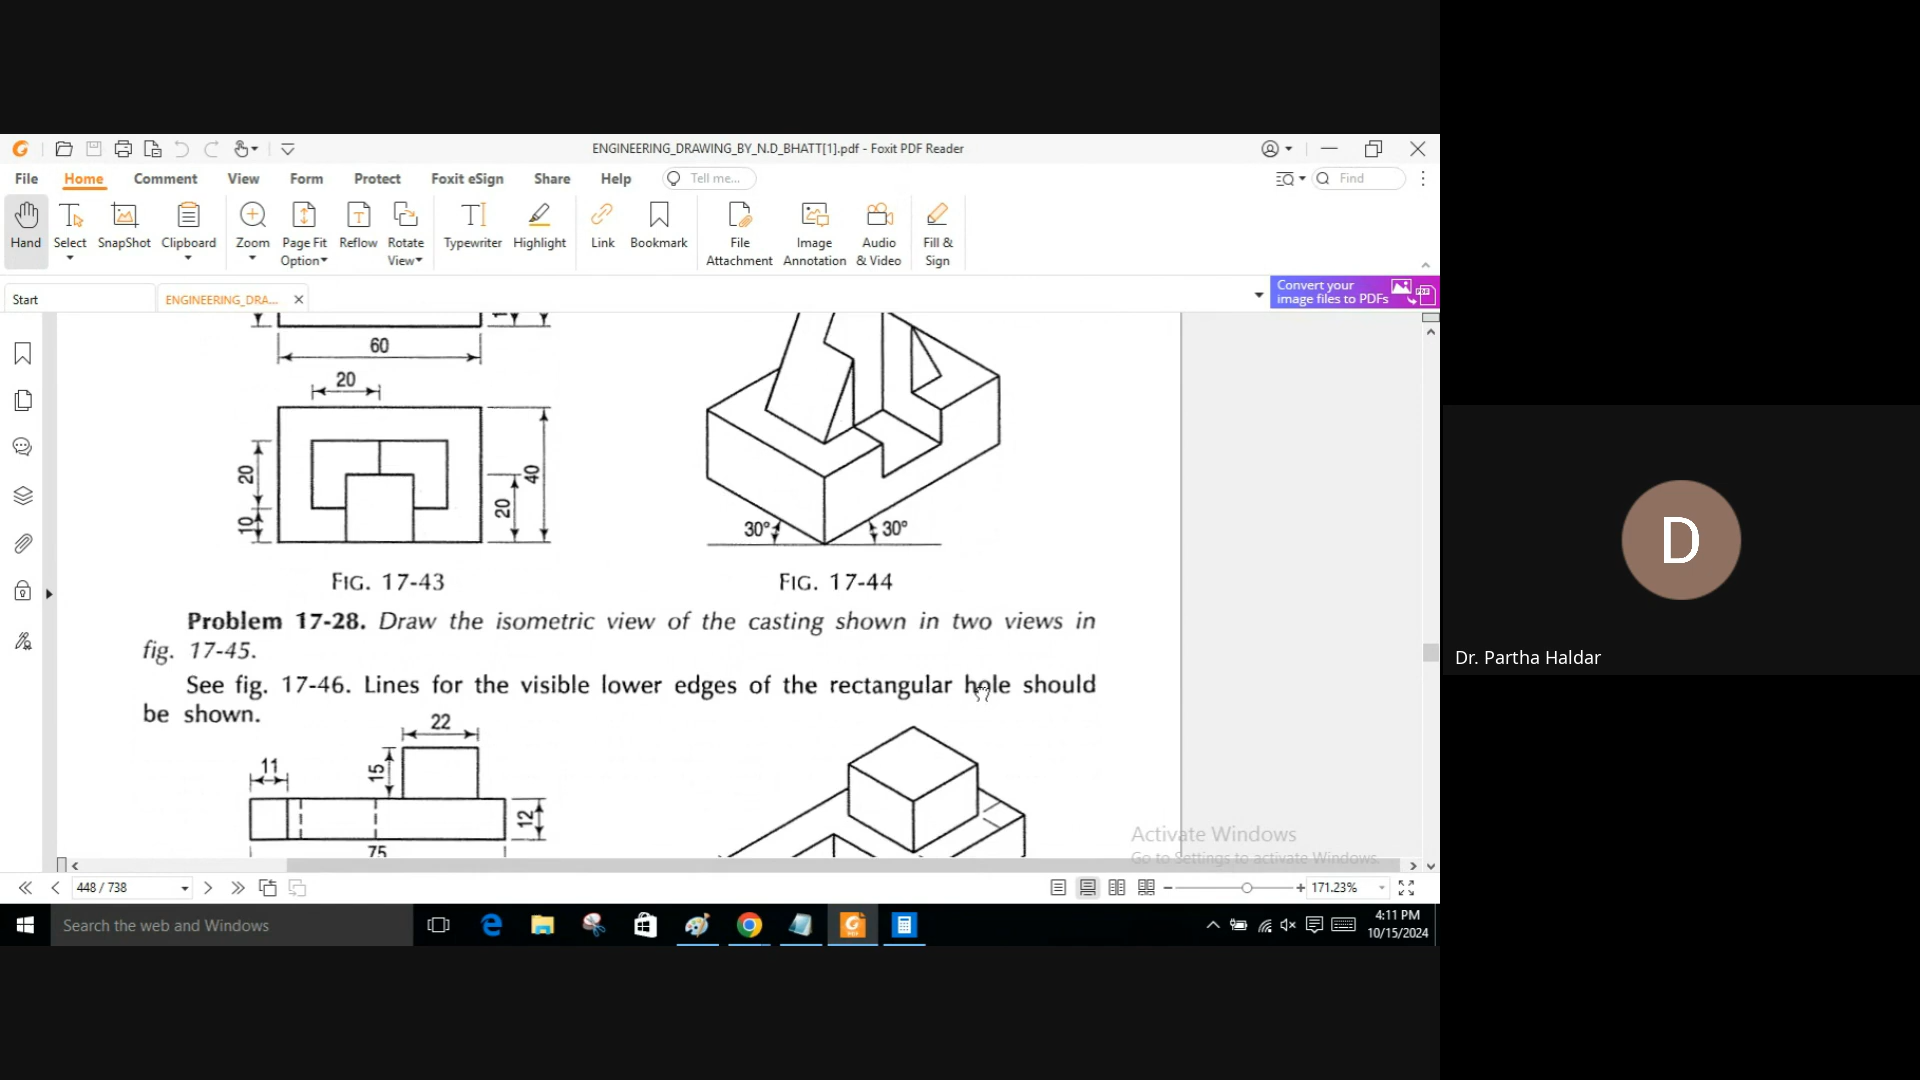 ENGINEERING_DRAWING_BY_N.D_BHATT[1].pdf - Foxit PDF Reader
File Home Comment View Form Protect Foxit eSign Share Help Tell me... Find
Hand Select SnapShot Clipboard Zoom Page Fit Option Reflow Rotate View Typewriter Highlight Link Bookmark File Attachment Image Annotation Audio & Video Fill & Sign
Start ENGINEERING_DRA...
Convert your
image files to PDFs
60
20
20
10
20
40
30° 30°
FIG. 17-43 FIG. 17-44
Problem 17-28. Draw the isometric view of the casting shown in two views in
fig. 17-45.
See fig. 17-46. Lines for the visible lower edges of the rectangular hole should
be shown.
22
11
15
12
75
Activate Windows
Go to Settings to activate Windows.
448 / 738 171.23%
Search the web and Windows
4:11 PM
10/15/2024
D
Dr. Partha Haldar